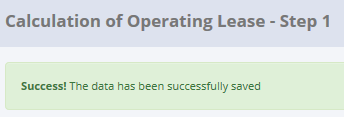 Calculation of Operating Lease - Step 1
Success! The data has been successfully saved